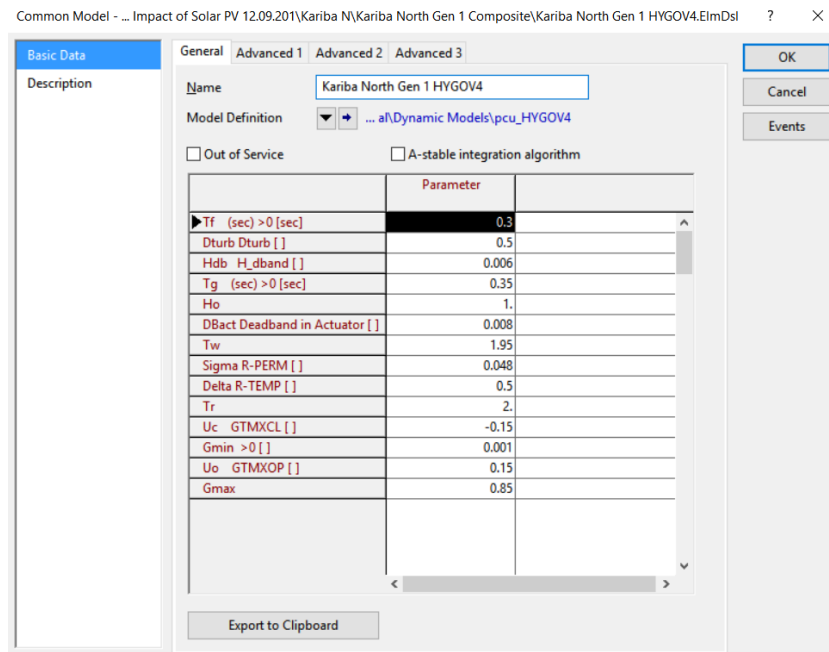 Common Model - ... Impact of Solar PV 12.09.201\Kariba N\Kariba North Gen 1 Composite\Kariba North Gen 1 HYGOV4.ElmDsl ? ×
Basic Data
Description
General Advanced 1 Advanced 2 Advanced 3
OK
Cancel
Events
Name Kariba North Gen 1 HYGOV4
Model Definition ... al\Dynamic Models\pcu_HYGOV4
Out of Service A-stable integration algorithm
Parameter
Tf (sec) >0 [sec] 0.3
Dturb Dturb [ ] 0.5
Hdb H_dband [ ] 0.006
Tg (sec) >0 [sec] 0.35
Ho 1.
DBact Deadband in Actuator [ ] 0.008
Tw 1.95
Sigma R-PERM [ ] 0.048
Delta R-TEMP [ ] 0.5
Tr 2.
Uc GTMXCL [ ] -0.15
Gmin >0 [ ] 0.001
Uo GTMXOP [ ] 0.15
Gmax 0.85
Export to Clipboard